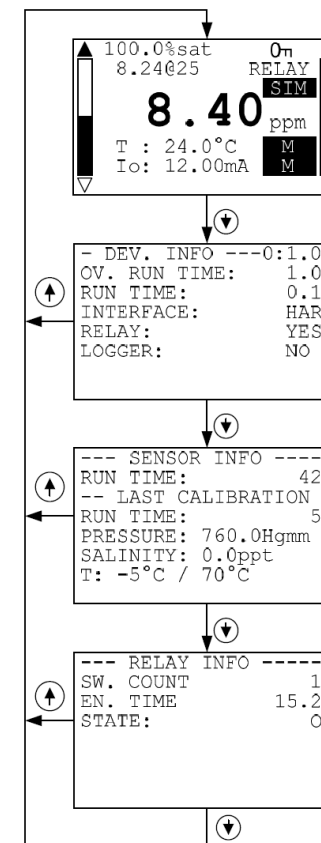 100.0%sat
8.24@25 RELAY
SIM
8.40 ppm
T : 24.0°C M
Io: 12.00mA M
- DEV. INFO ---0:1.0
OV. RUN TIME: 1.0
RUN TIME: 0.1
INTERFACE: HAR
RELAY: YES
LOGGER: NO
--- SENSOR INFO ----
RUN TIME: 42
-- LAST CALIBRATION
RUN TIME: 5
PRESSURE: 760.0Hgmm
SALINITY: 0.0ppt
T: -5°C / 70°C
--- RELAY INFO -----
SW. COUNT 1
EN. TIME 15.2
STATE: